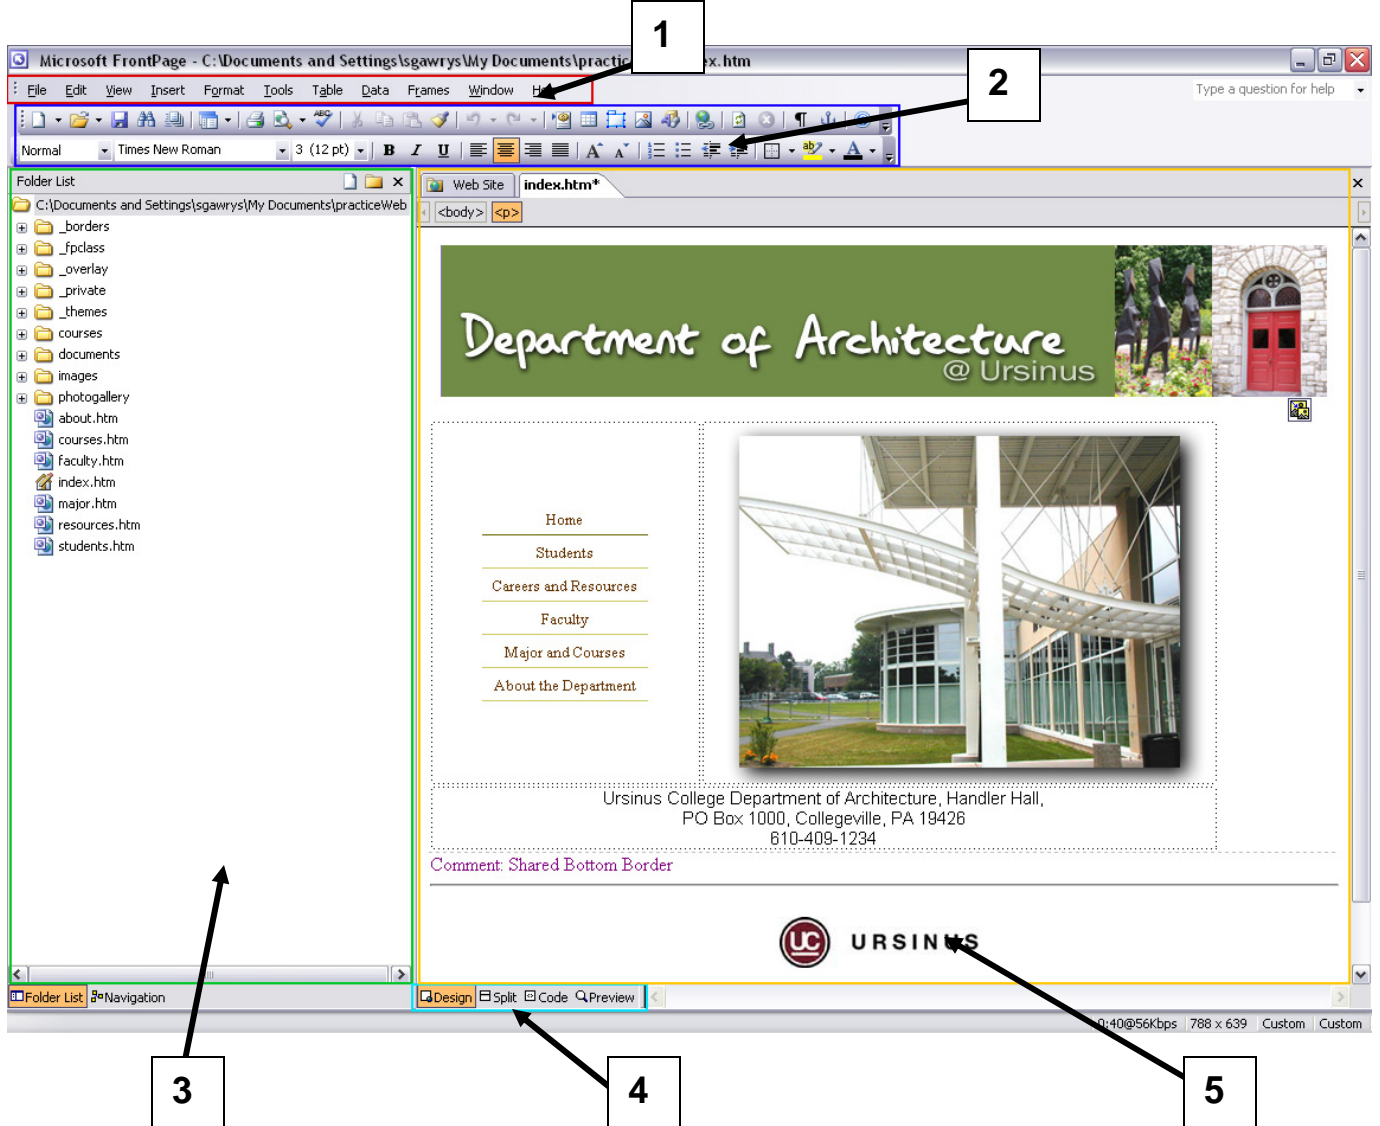 1
Microsoft FrontPage - C:\Documents and Settings\sgawrys\My Documents\practic ex.htm
2
File Edit View Insert Format Tools Table Data Frames Window H
Type a question for help
Normal Times New Roman 3 (12 pt) B I U A A ab A
Folder List
Web Site index.htm*
C:\Documents and Settings\sgawrys\My Documents\practiceWeb
<body> <p>
_borders
_fpclass
_overlay
_private
_themes
courses
documents
images
photogallery
about.htm
courses.htm
faculty.htm
index.htm
major.htm
resources.htm
students.htm
Department of Architecture
@ Ursinus
Home
Students
Careers and Resources
Faculty
Major and Courses
About the Department
Ursinus College Department of Architecture, Handler Hall,
PO Box 1000, Collegeville, PA 19426
610-409-1234
Comment: Shared Bottom Border
UC URSINUS
Folder List Navigation
Design Split Code Preview
0:40@56Kbps 788 x 639 Custom Custom
3
4
5